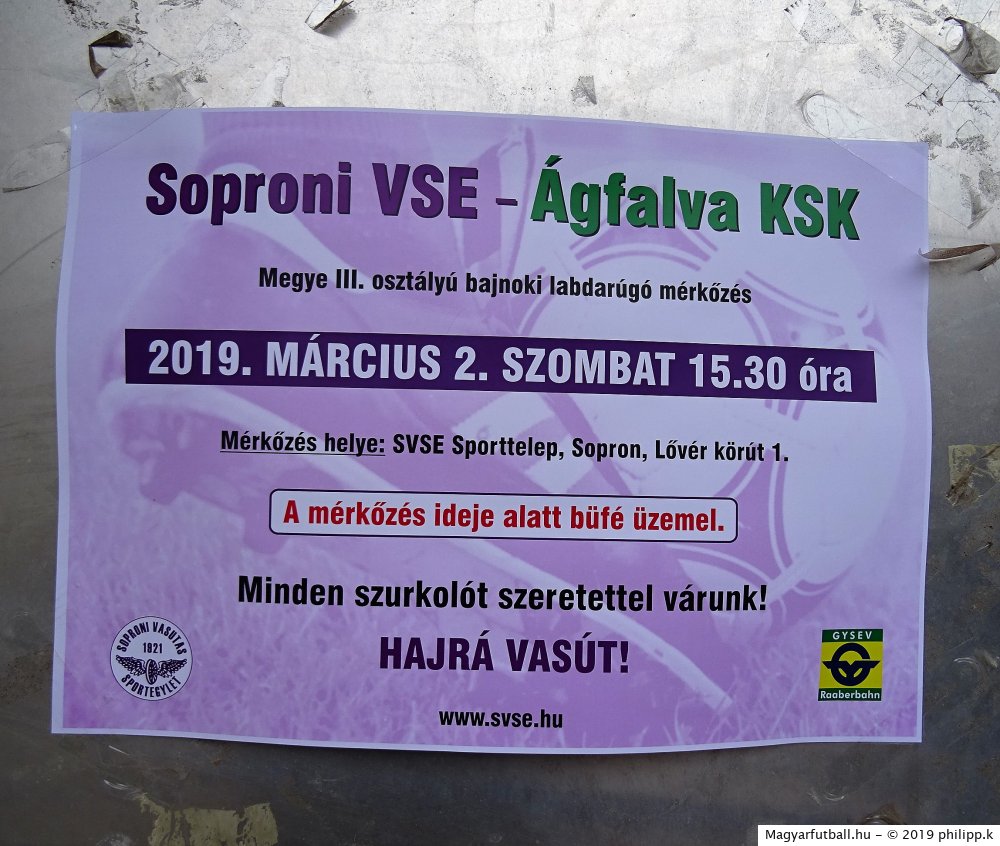 Soproni VSE - Ágfalva KSK
Megye III. osztályú bajnoki labdarúgó mérkőzés
2019. MÁRCIUS 2. SZOMBAT 15.30 óra
Mérkőzés helye: SVSE Sporttelep, Sopron, Lővér körút 1.
A mérkőzés ideje alatt büfé üzemel.
Minden szurkolót szeretettel várunk!
HAJRÁ VASÚT!
SOPRONI VASUTAS
1921
SPORTEGYLET
GYSEV
Raaberbahn
www.svse.hu
Magyarfutball.hu – © 2019 philipp.k